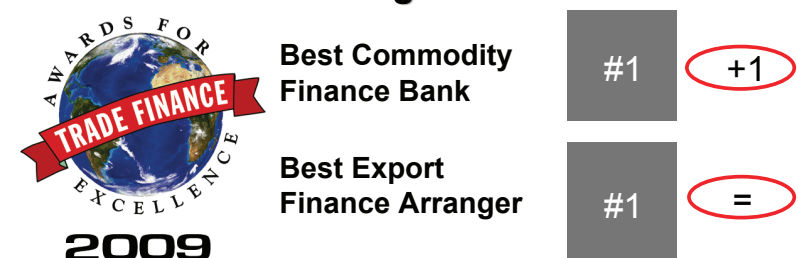 AWARDS FOR
TRADE FINANCE
EXCELLENCE
2009
Best Commodity
Finance Bank
#1
+1
Best Export
Finance Arranger
#1
=